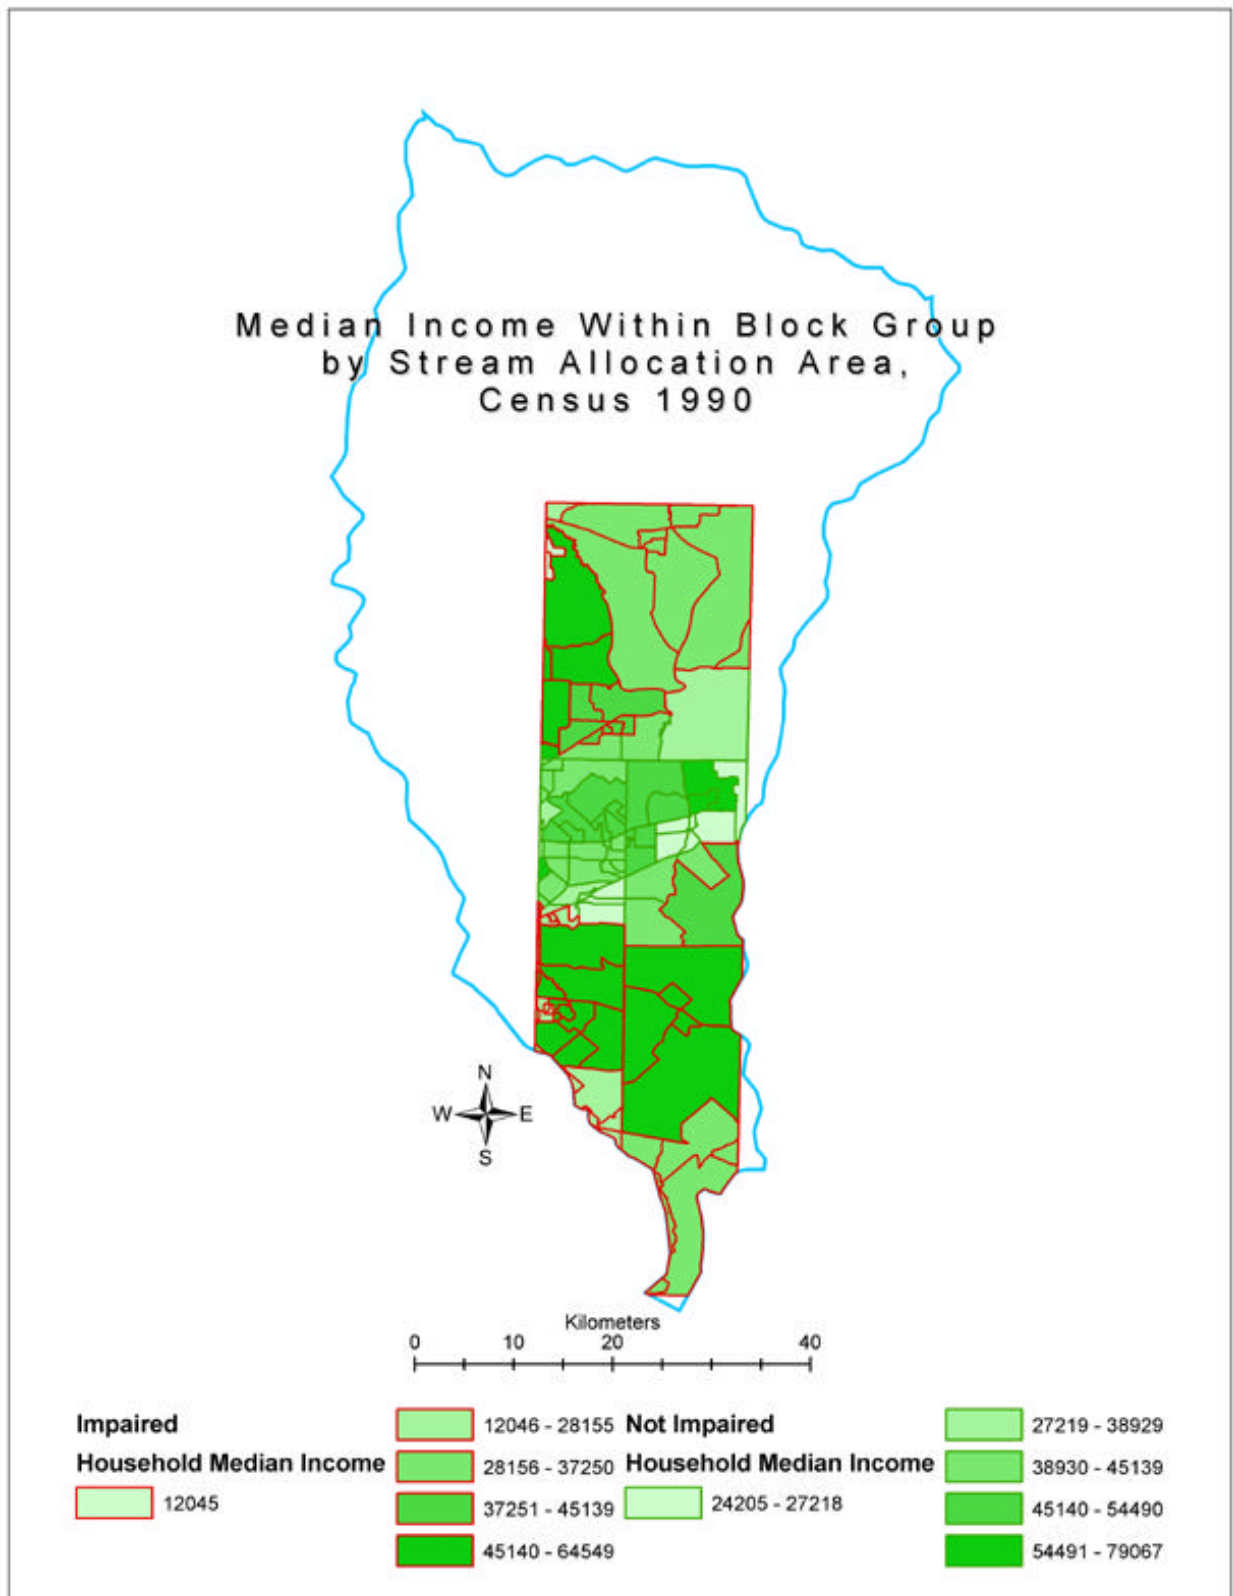 Median Income Within Block Group
by Stream Allocation Area,
Census 1990
N
W E
S
Kilometers
0 10 20 40
Impaired
Household Median Income
12045
12046 - 28155
28156 - 37250
37251 - 45139
45140 - 64549
Not Impaired
Household Median Income
24205 - 27218
27219 - 38929
38930 - 45139
45140 - 54490
54491 - 79067